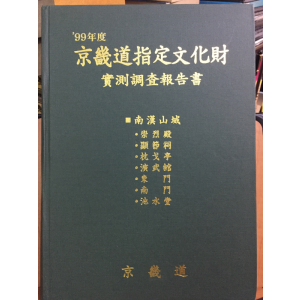 '99年度
京畿道指定文化財
實測調査報告書
■ 南漢山城
• 崇烈殿
• 顯節祠
• 枕戈亭
• 演武館
• 東門
• 南門
• 池水堂
京畿道